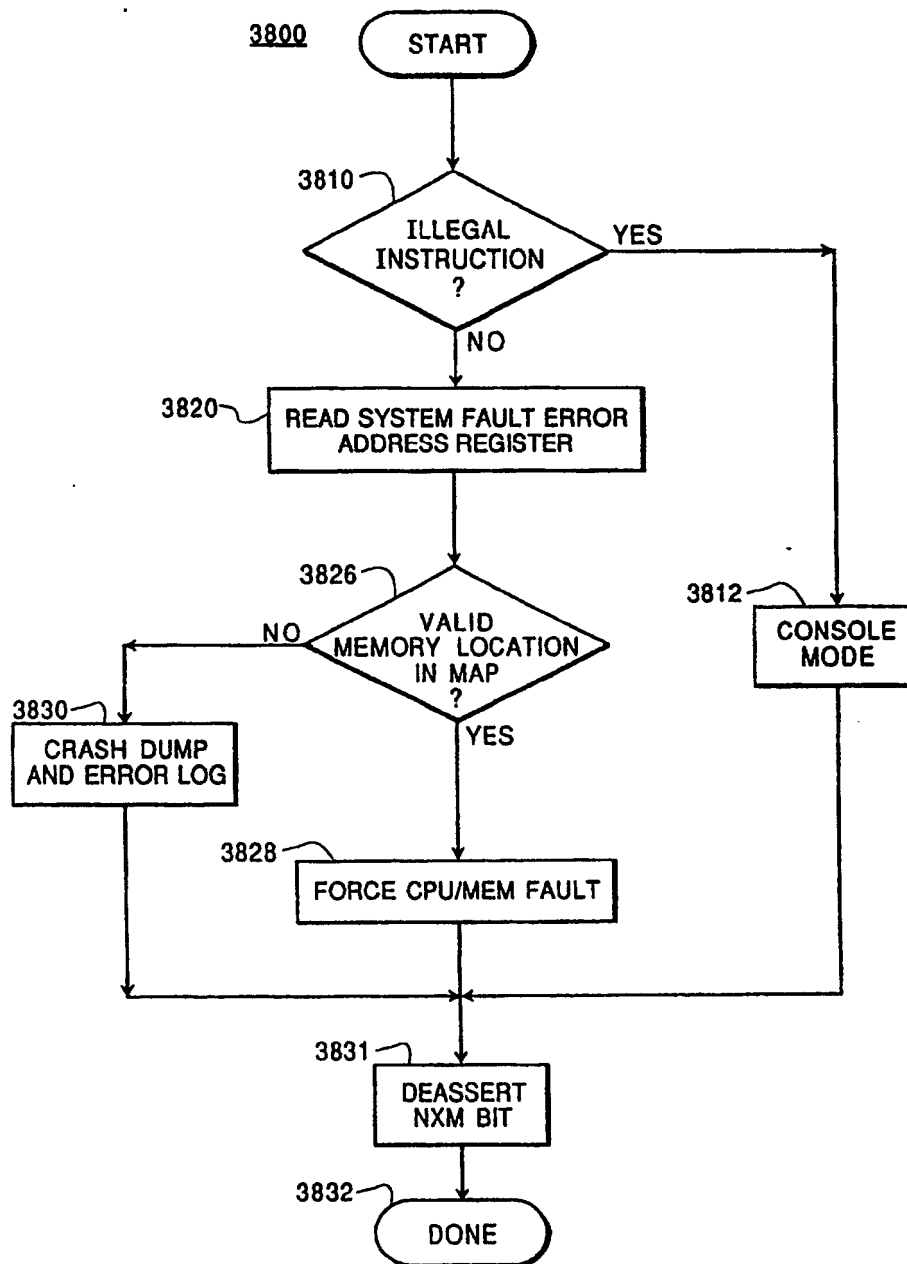 3800
START
3810
ILLEGAL
INSTRUCTION
?
YES
NO
3820
READ SYSTEM FAULT ERROR
ADDRESS REGISTER
3826
VALID
MEMORY LOCATION
IN MAP
?
NO
YES
3812
CONSOLE
MODE
3830
CRASH DUMP
AND ERROR LOG
3828
FORCE CPU/MEM FAULT
3831
DEASSERT
NXM BIT
3832
DONE